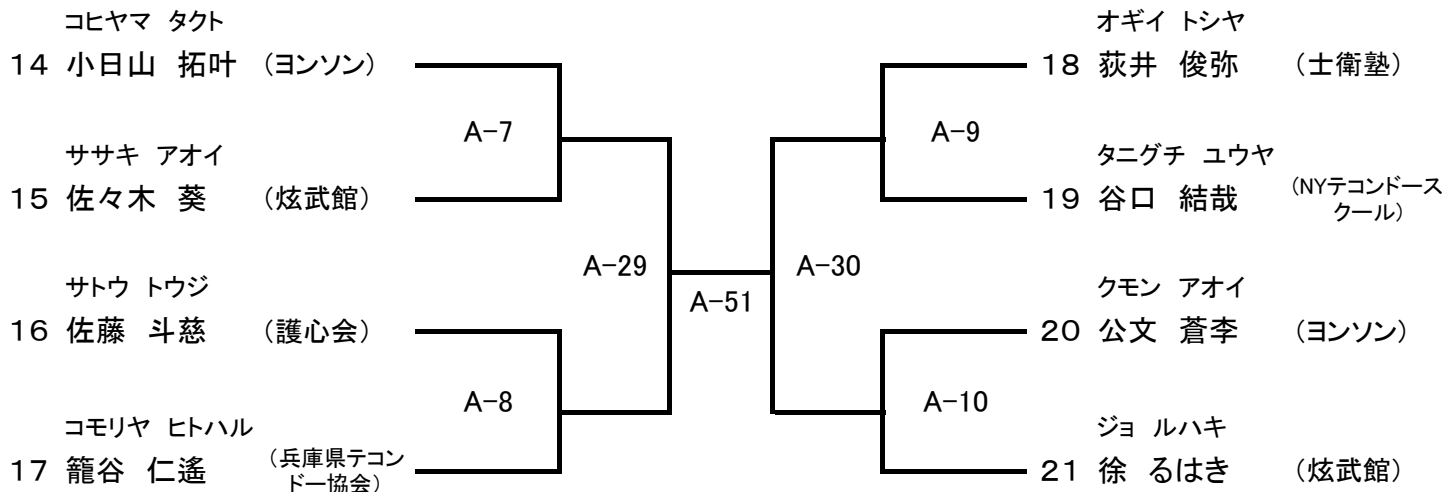 コヒヤマ タクト
14 小日山 拓叶 (ヨンソン)
A-7
ササキ アオイ
15 佐々木 葵 (炫武館)
A-29
サトウ トウジ
16 佐藤 斗慈 (護心会)
A-8
コモリヤ ヒトハル
17 籠谷 仁遙 (兵庫県テコン
ドー協会)
A-51
オギイ トシヤ
18 荻井 俊弥 (士衛塾)
A-9
タニグチ ユウヤ
19 谷口 結哉 (NYテコンドース
クール)
A-30
クモン アオイ
20 公文 蒼李 (ヨンソン)
A-10
ジョ ルハキ
21 徐 るはき (炫武館)